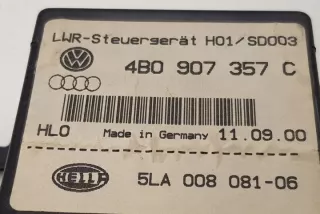 LWR-Steuergerät H01/SD003
4B0 907 357 C
HLO Made in Germany 11.09.00
HELLA 5LA 008 081-06